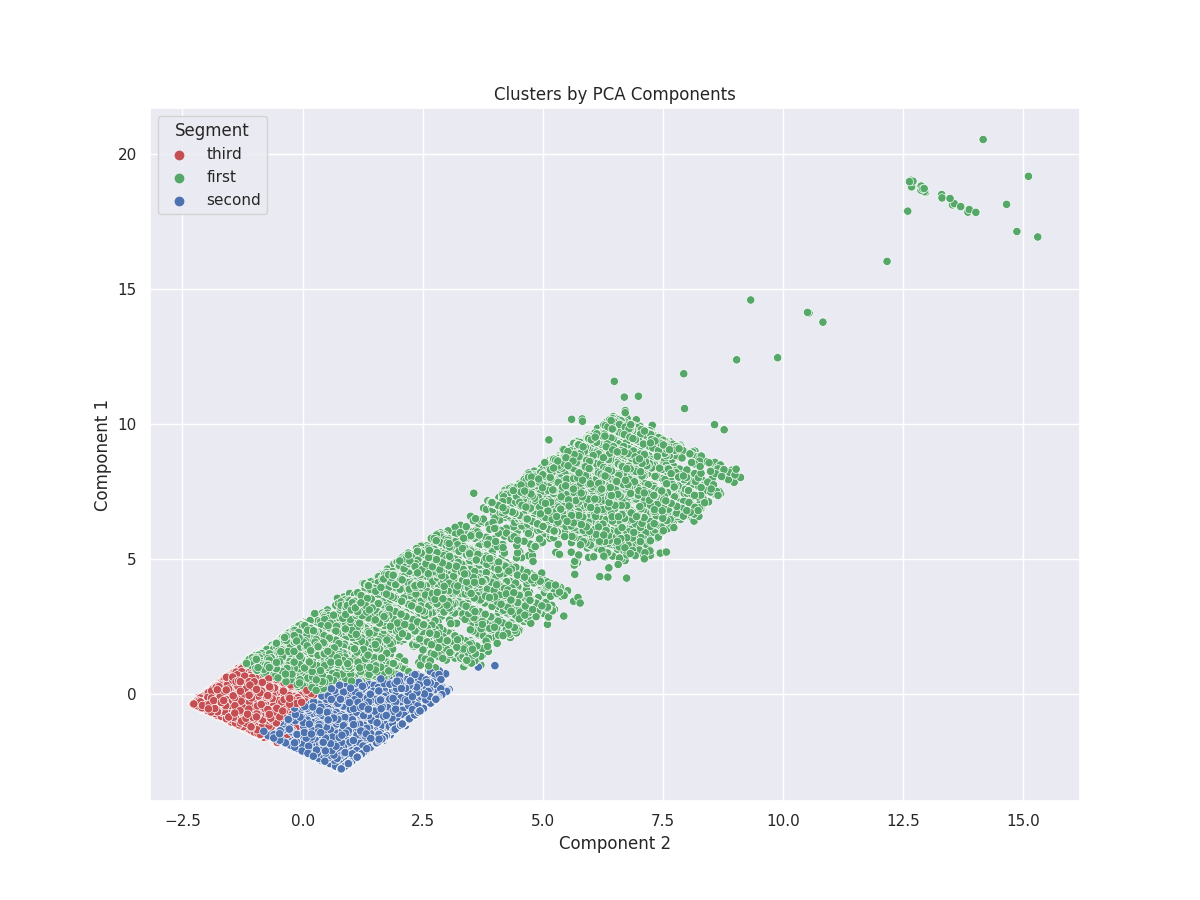 Clusters by PCA Components
Segment
third
first
second
20
15
10
5
0
Component 1
−2.5 0.0 2.5 5.0 7.5 10.0 12.5 15.0
Component 2